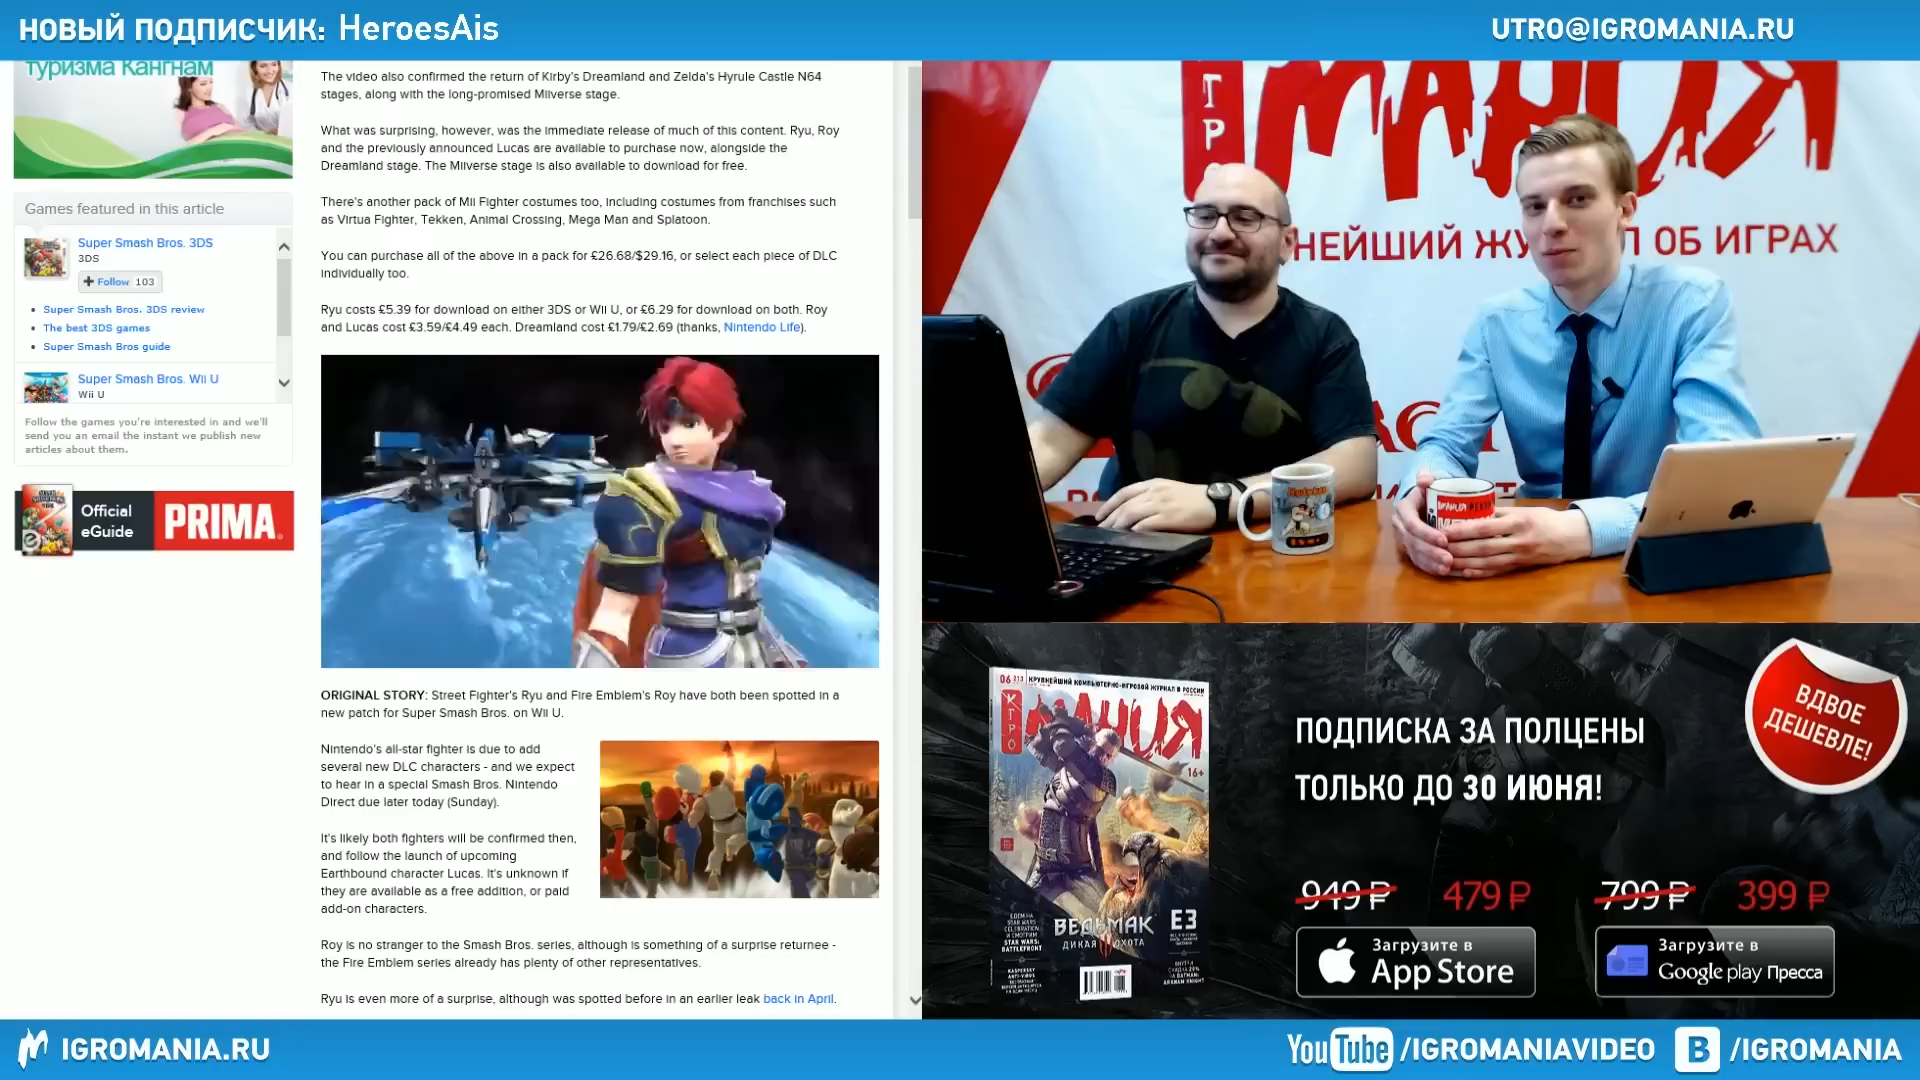 НОВЫЙ ПОДПИСЧИК: HeroesAis
UTRO@IGROMANIA.RU
туризма Кангнам
Games featured in this article
Super Smash Bros. 3DS
3DS
Follow 103
Super Smash Bros. 3DS review
The best 3DS games
Super Smash Bros guide
Super Smash Bros. Wii U
Wii U
Follow the games you're interested in and we'll
send you an email the instant we publish new
articles about them.
Official
eGuide
PRIMA
The video also confirmed the return of Kirby's Dreamland and Zelda's Hyrule Castle N64
stages, along with the long-promised Miiverse stage.
What was surprising, however, was the immediate release of much of this content. Ryu, Roy
and the previously announced Lucas are available to purchase now, alongside the
Dreamland stage. The Miiverse stage is also available to download for free.
There's another pack of Mii Fighter costumes too, including costumes from franchises such
as Virtua Fighter, Tekken, Animal Crossing, Mega Man and Splatoon.
You can purchase all of the above in a pack for £26.68/$29.16, or select each piece of DLC
individually too.
Ryu costs £5.39 for download on either 3DS or Wii U, or £6.29 for download on both. Roy
and Lucas cost £3.59/£4.49 each. Dreamland cost £1.79/£2.69 (thanks, Nintendo Life).
ORIGINAL STORY: Street Fighter's Ryu and Fire Emblem's Roy have both been spotted in a
new patch for Super Smash Bros. on Wii U.
Nintendo's all-star fighter is due to add
several new DLC characters - and we expect
to hear in a special Smash Bros. Nintendo
Direct due later today (Sunday).
It's likely both fighters will be confirmed then,
and follow the launch of upcoming
Earthbound character Lucas. It's unknown if
they are available as a free addition, or paid
add-on characters.
Roy is no stranger to the Smash Bros. series, although is something of a surprise returnee -
the Fire Emblem series already has plenty of other representatives.
Ryu is even more of a surprise, although was spotted before in an earlier leak back in April.
НЕЙШИЙ ЖУ Л ОБ ИГРАХ
06 213
КРУПНЕЙШИЙ КОМПЬЮТЕРНО-ИГРОВОЙ ЖУРНАЛ В РОССИИ
ИГРО
МАНИЯ
16+
ВЕДЬМАК
ДИКАЯ ОХОТА
E3
ПОДПИСКА ЗА ПОЛЦЕНЫ
ТОЛЬКО ДО 30 ИЮНЯ!
ВДВОЕ
ДЕШЕВЛЕ!
949 ₽ 479 ₽
799 ₽ 399 ₽
Загрузите в
App Store
Загрузите в
Google play Пресса
IGROMANIA.RU
YouTube /IGROMANIAVIDEO
B /IGROMANIA